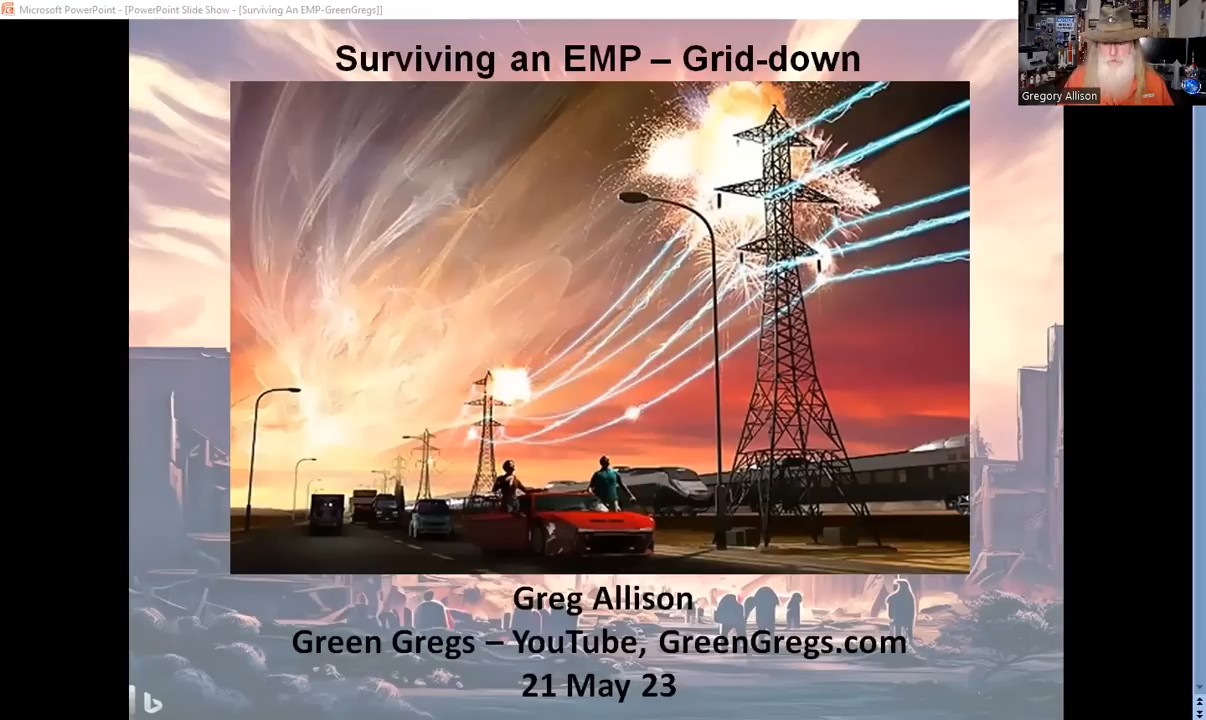 Microsoft PowerPoint - [PowerPoint Slide Show - [Surviving An EMP-GreenGregs]]
Surviving an EMP – Grid-down
Gregory Allison
Greg Allison
Green Gregs – YouTube, GreenGregs.com
21 May 23